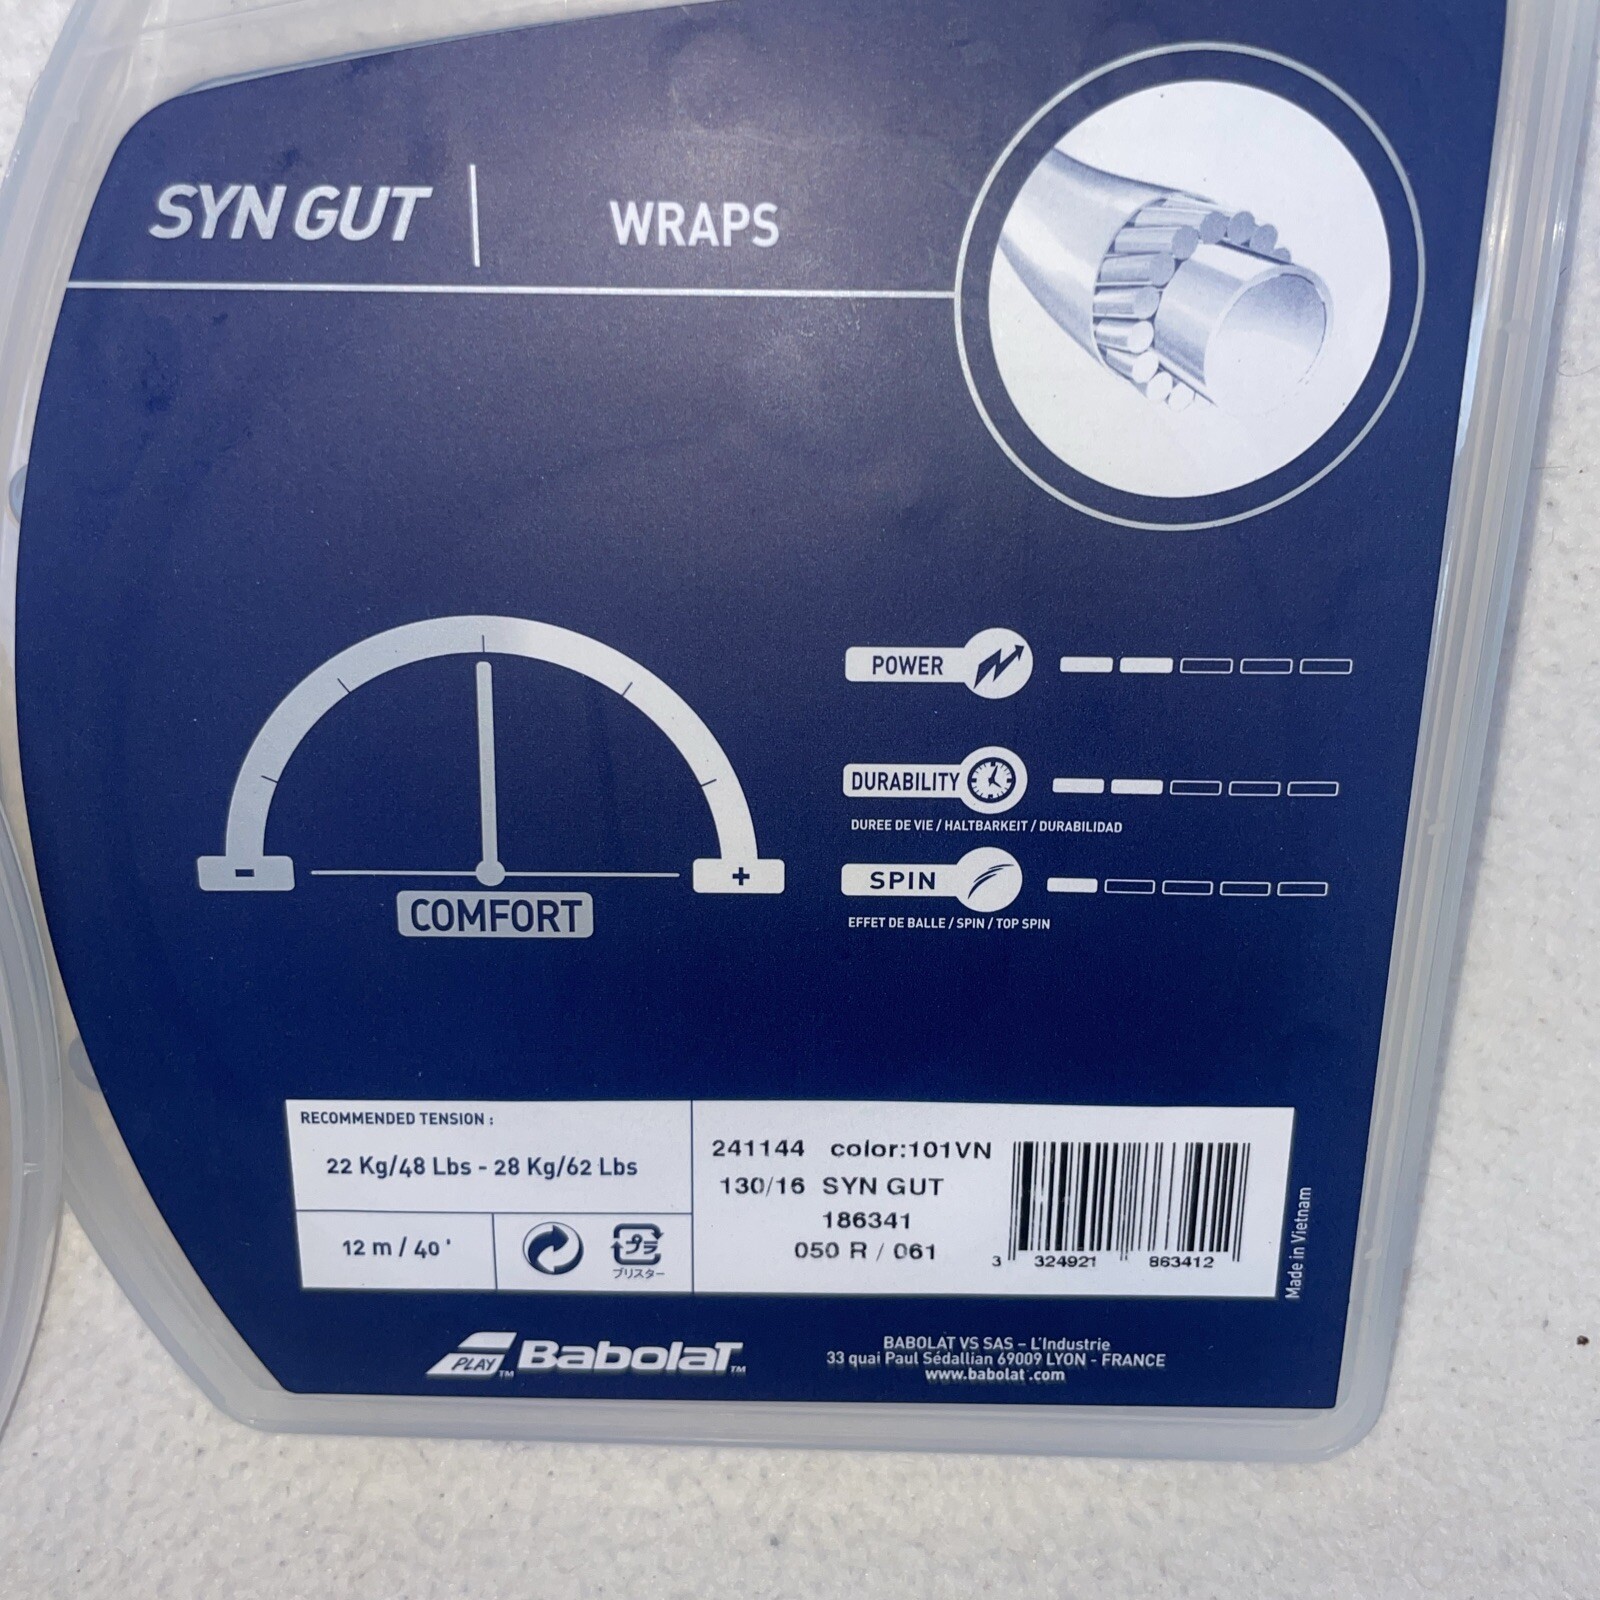 SYN GUT
WRAPS
POWER
DURABILITY
DUREE DE VIE / HALTBARKEIT / DURABILIDAD
SPIN
EFFET DE BALLE / SPIN / TOP SPIN
- +
COMFORT
RECOMMENDED TENSION :
22 Kg/48 Lbs - 28 Kg/62 Lbs
12 m / 40 '
プラ
プリスター
241144 color:101VN
130/16 SYN GUT
186341
050 R / 061
3 324921 863412
Made in Vietnam
PLAY™ BabolaT™
BABOLAT VS SAS – L'Industrie
33 quai Paul Sédallian 69009 LYON - FRANCE
www.babolat.com